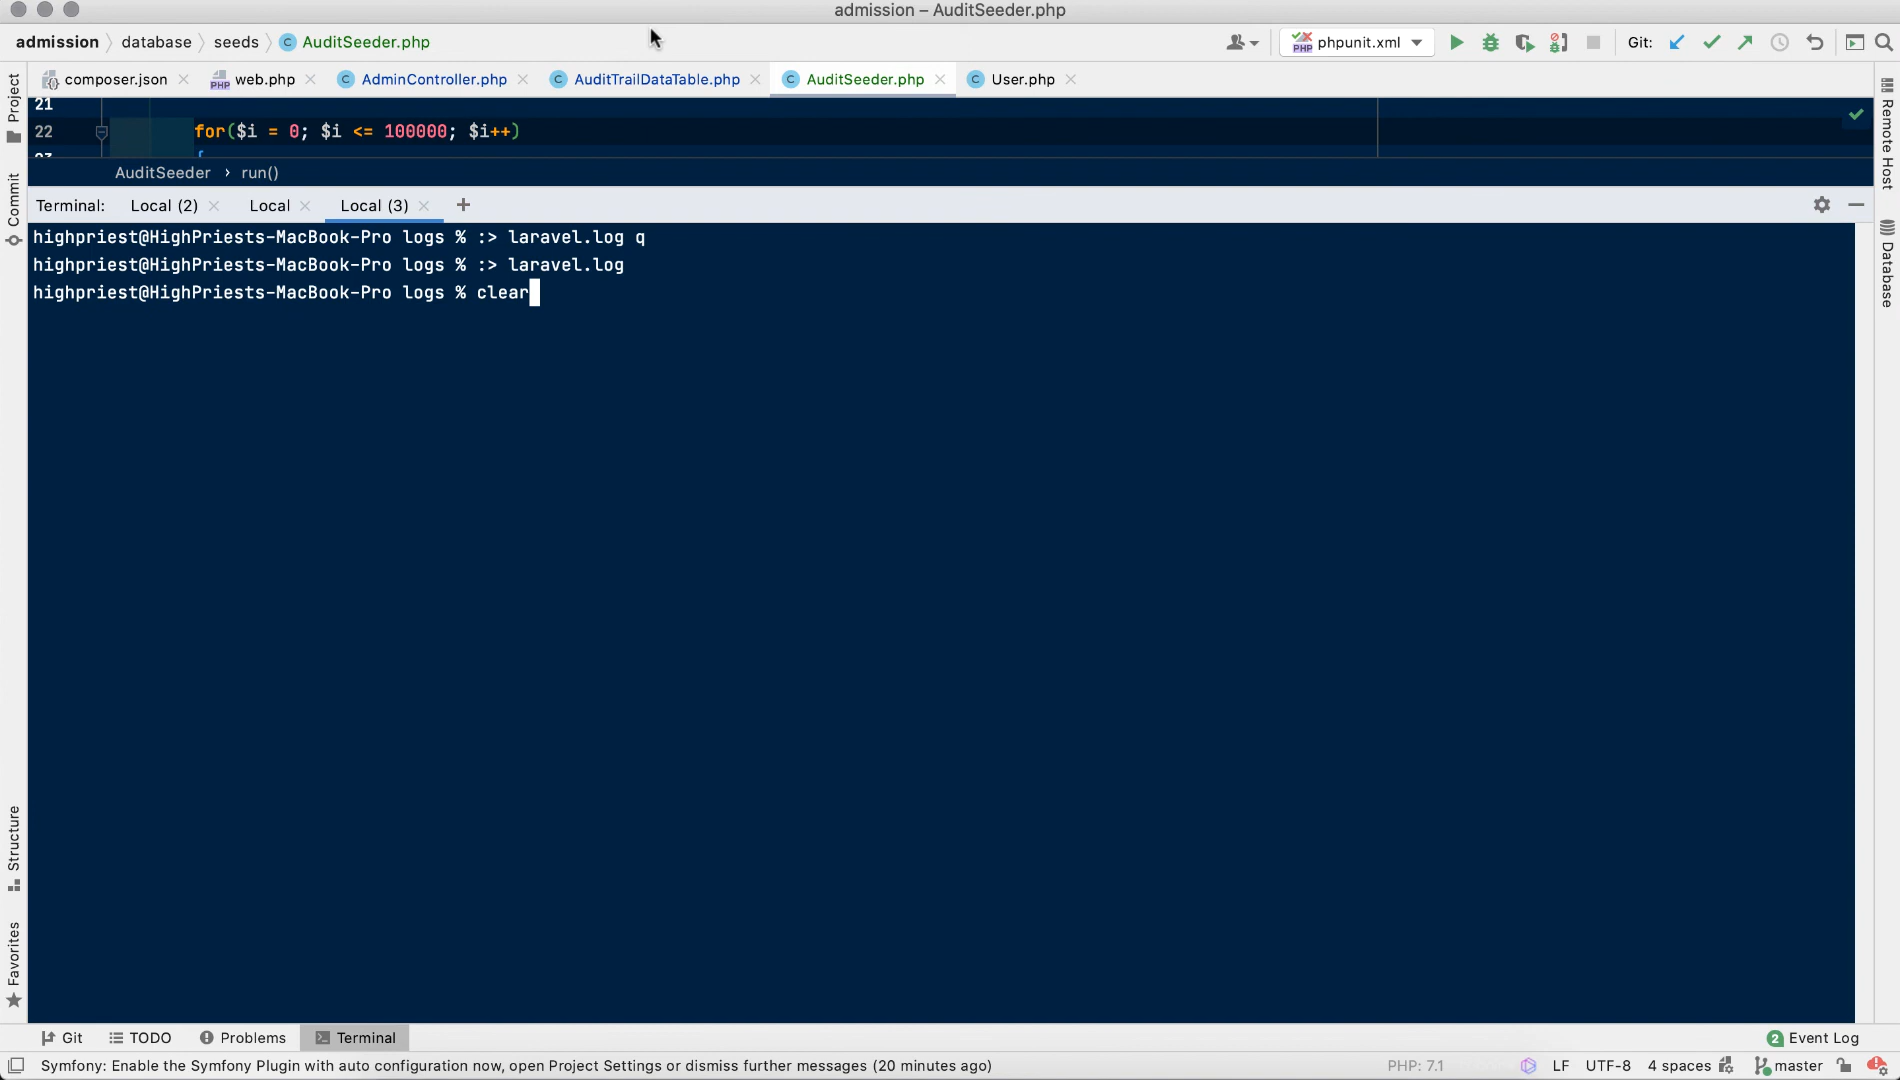 admission – AuditSeeder.php
admission database seeds C AuditSeeder.php
PHP phpunit.xml Git:
composer.json PHP web.php C AdminController.php C AuditTrailDataTable.php C AuditSeeder.php C User.php
21
22 for($i = 0; $i <= 100000; $i++)
23 {
AuditSeeder › run()
Terminal: Local (2) Local Local (3) +
highpriest@HighPriests-MacBook-Pro logs % :> laravel.log q
highpriest@HighPriests-MacBook-Pro logs % :> laravel.log
highpriest@HighPriests-MacBook-Pro logs % clear
Project
Commit
Structure
Favorites
Remote Host
Database
Git TODO Problems Terminal 2 Event Log
Symfony: Enable the Symfony Plugin with auto configuration now, open Project Settings or dismiss further messages (20 minutes ago) PHP: 7.1 LF UTF-8 4 spaces master